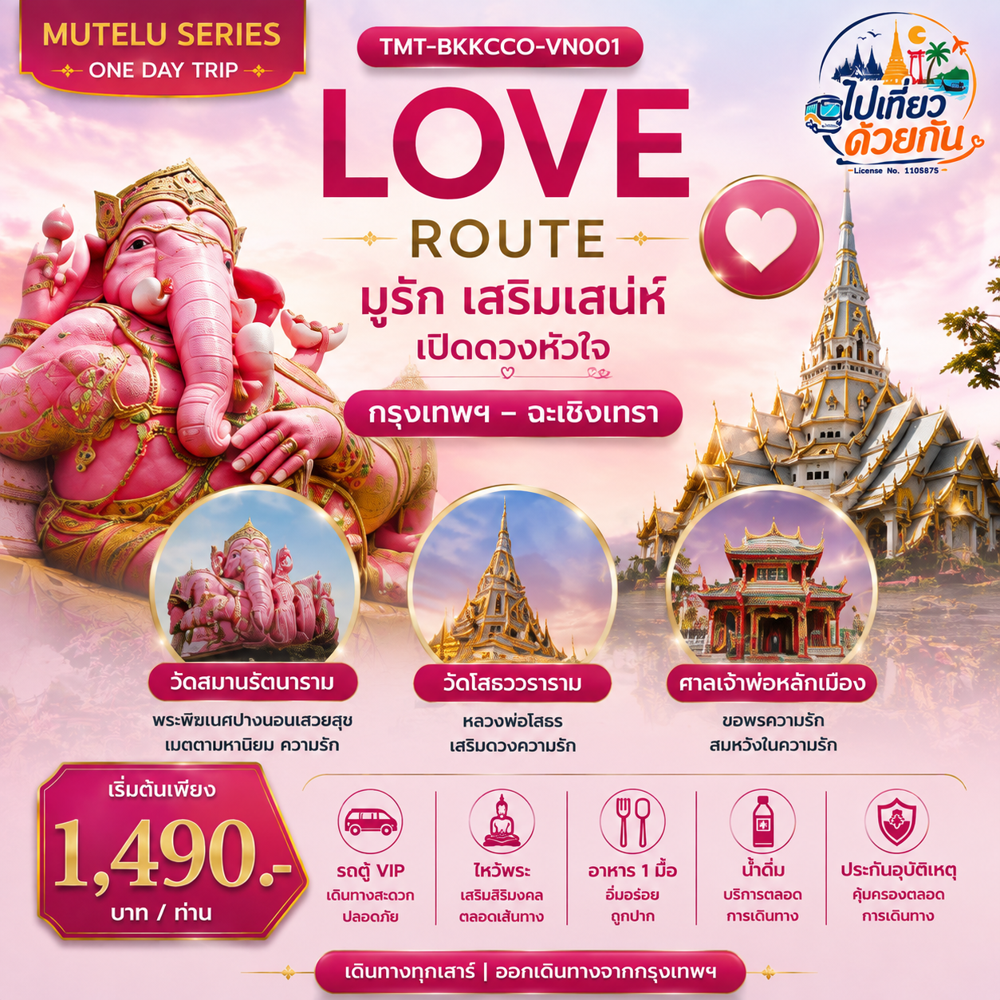 MUTELU SERIES
ONE DAY TRIP
TMT-BKKCCO-VN001
ไปเที่ยว
ด้วยกัน
License No. 1105875
LOVE
ROUTE
มูรัก เสริมเสน่ห์
เปิดดวงหัวใจ
กรุงเทพฯ – ฉะเชิงเทรา
วัดสมานรัตนาราม
พระพีฆเนศปางนอนเสวยสุข
เมตตามหานิยม ความรัก
วัดโสธววราราม
หลวงพ่อโสธร
เสริมดวงความรัก
ศาลเจ้าพ่อหลักเมือง
ขอพรความรัก
สมหวังในความรัก
เริ่มต้นเพียง
1,490.-
บาท / ท่าน
รถตู้ VIP
เดินทางสะดวก
ปลอดภัย
ไหว้พระ
เสริมสิริมงคล
ตลอดเส้นทาง
อาหาร 1 มื้อ
อิ่มอร่อย
ถูกปาก
น้ำดื่ม
บริการตลอด
การเดินทาง
ประกันอุบัติเหตุ
คุ้มครองตลอด
การเดินทาง
เดินทางทุกเสาร์ | ออกเดินทางจากกรุงเทพฯ